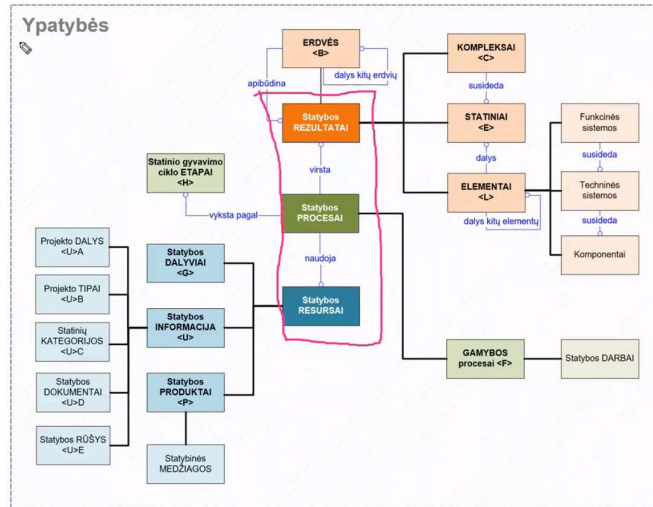 Ypatybės
ERDVĖS
<B>
dalys kitų erdvių
apibūdina
KOMPLEKSAI
<C>
susideda
Statybos
REZULTATAI
STATINIAI
<E>
Funkcinės
sistemos
susideda
Statinio gyvavimo
ciklo ETAPAI
<H>
virsta
dalys
ELEMENTAI
<L>
dalys kitų elementų
Techninės
sistemos
susideda
Komponentai
Statybos
PROCESAI
vyksta pagal
naudoja
Projekto DALYS
<U>A
Projekto TIPAI
<U>B
Statinių
KATEGORIJOS
<U>C
Statybos
DOKUMENTAI
<U>D
Statybos RŪŠYS
<U>E
Statybos
DALYVIAI
<G>
Statybos
INFORMACIJA
<U>
Statybos
PRODUKTAI
<P>
Statybinės
MEDŽIAGOS
Statybos
RESURSAI
GAMYBOS
procesai <F>
Statybos DARBAI